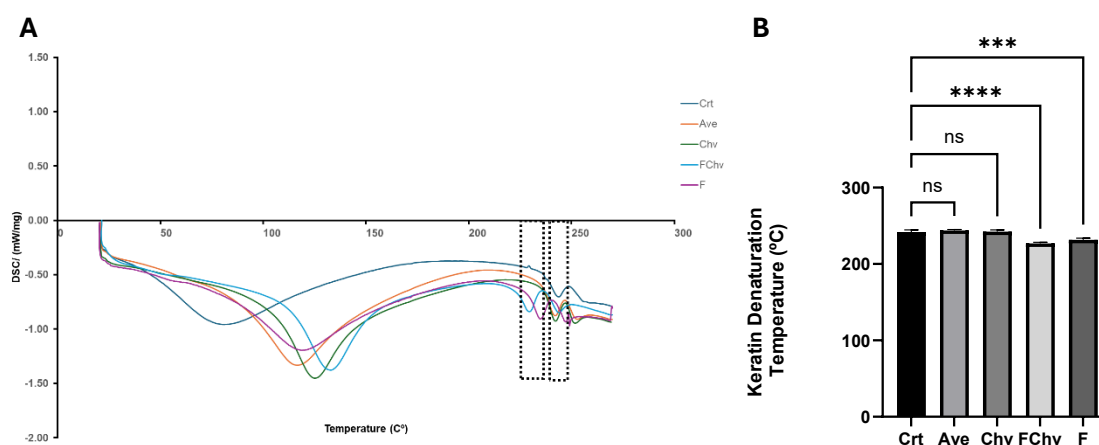 A
1.50
1.00
0.50
0.00
-0.50
-1.00
-1.50
-2.00
DSC/ (mW/mg)
0
50
100
150
200
250
300
Temperature (Cº)
Crt
Ave
Chv
FChv
F
B
***
****
ns
ns
300
200
100
0
Keratin Denaturation
Temperature (ºC)
Crt Ave Chv FChv F